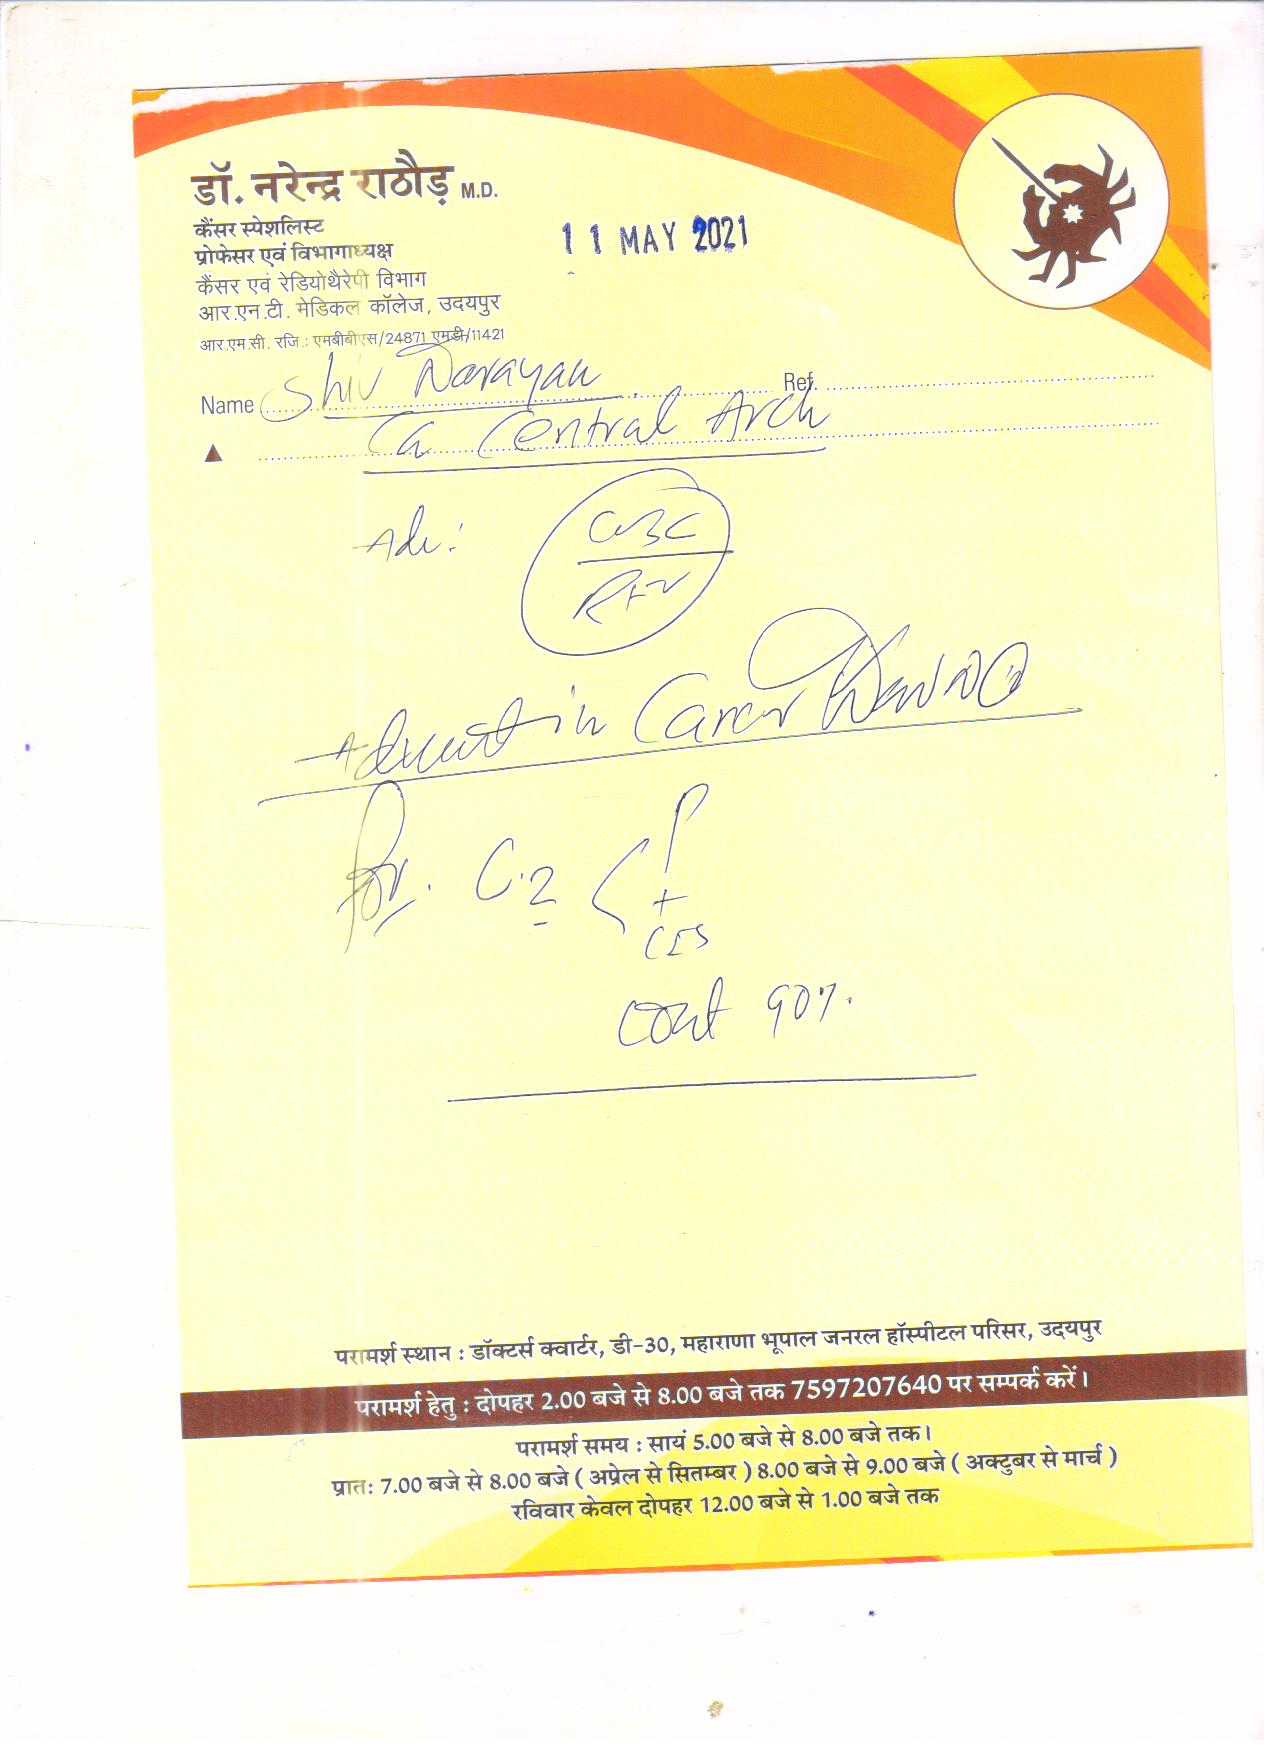 डॉ. नरेन्द्र राठौड़ M.D.
कैंसर स्पेशलिस्ट
प्रोफेसर एवं विभागाध्यक्ष
कैंसर एवं रेडियोथैरेपी विभाग
आर.एन.टी. मेडिकल कॉलेज, उदयपुर
आर.एम.सी. रजि.: एमबीबीएस/24871 एमडी/11421
11 MAY 2021
Name Shiv Narayan Ref.
Ca Central Arch
Adv:
CBC
RFT
in Cancer
for. C.2
+
90%.
परामर्श स्थान : डॉक्टर्स क्वार्टर, डी-30, महाराणा भूपाल जनरल हॉस्पीटल परिसर, उदयपुर
परामर्श हेतु : दोपहर 2.00 बजे से 8.00 बजे तक 7597207640 पर सम्पर्क करें।
परामर्श समय : सायं 5.00 बजे से 8.00 बजे तक।
प्रातः 7.00 बजे से 8.00 बजे ( अप्रेल से सितम्बर ) 8.00 बजे से 9.00 बजे ( अक्टुबर से मार्च )
रविवार केवल दोपहर 12.00 बजे से 1.00 बजे तक